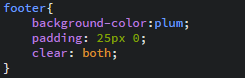 footer{
    background-color:plum;
    padding: 25px 0;
    clear: both;
}